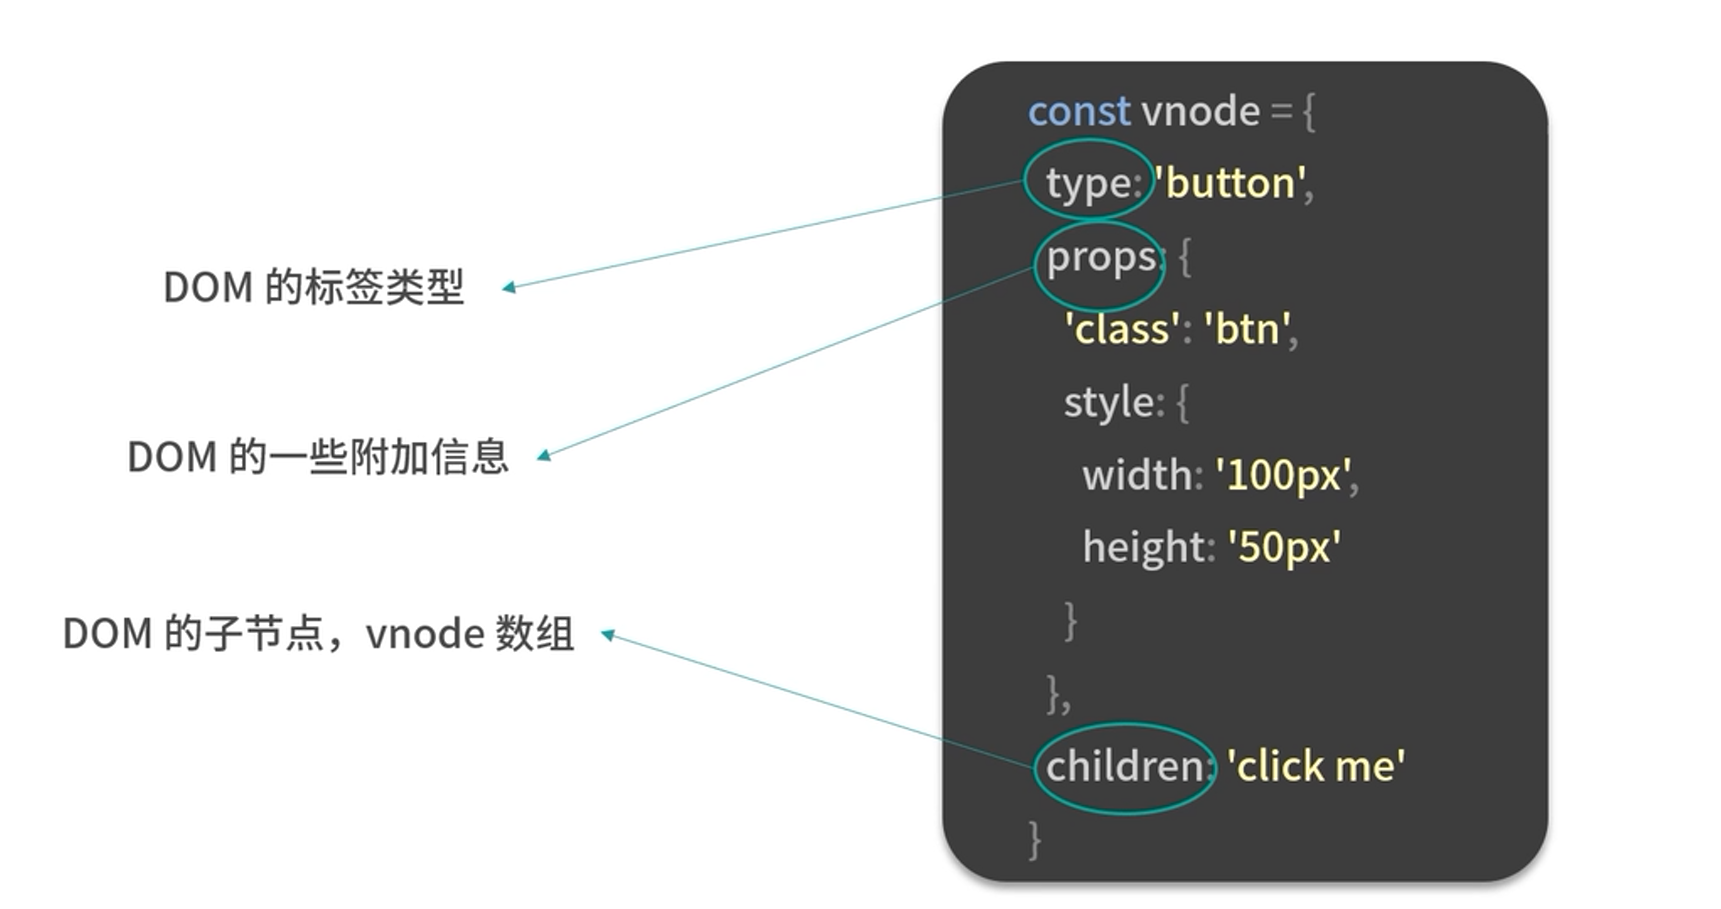 DOM 的标签类型
DOM 的一些附加信息
DOM 的子节点，vnode 数组
const vnode = {
type: 'button',
props: {
'class': 'btn',
style: {
width: '100px',
height: '50px'
}
},
children: 'click me'
}